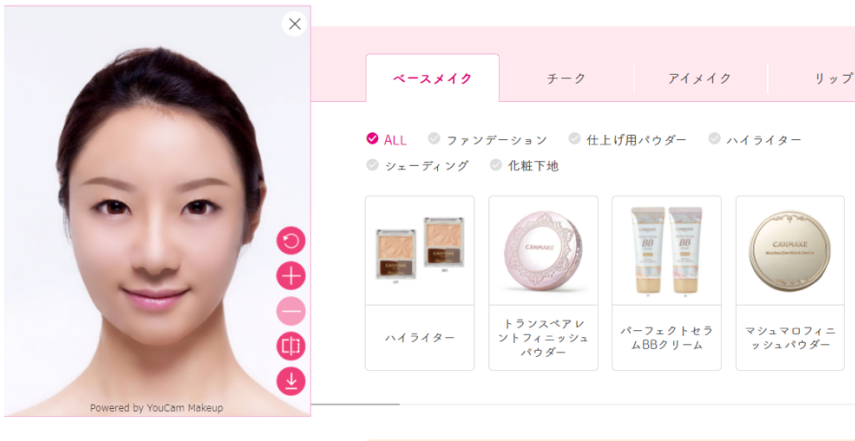 ベースメイク
チーク
アイメイク
リップ
ALL
ファンデーション
仕上げ用パウダー
ハイライター
シェーディング
化粧下地
CANMAKE
BB
BB
CANMAKE
ハイライター
トランスペアレ
ントフィニッシュ
パウダー
パーフェクトセラ
ムBBクリーム
マシュマロフィニ
ッシュパウダー
Powered by YouCam Makeup